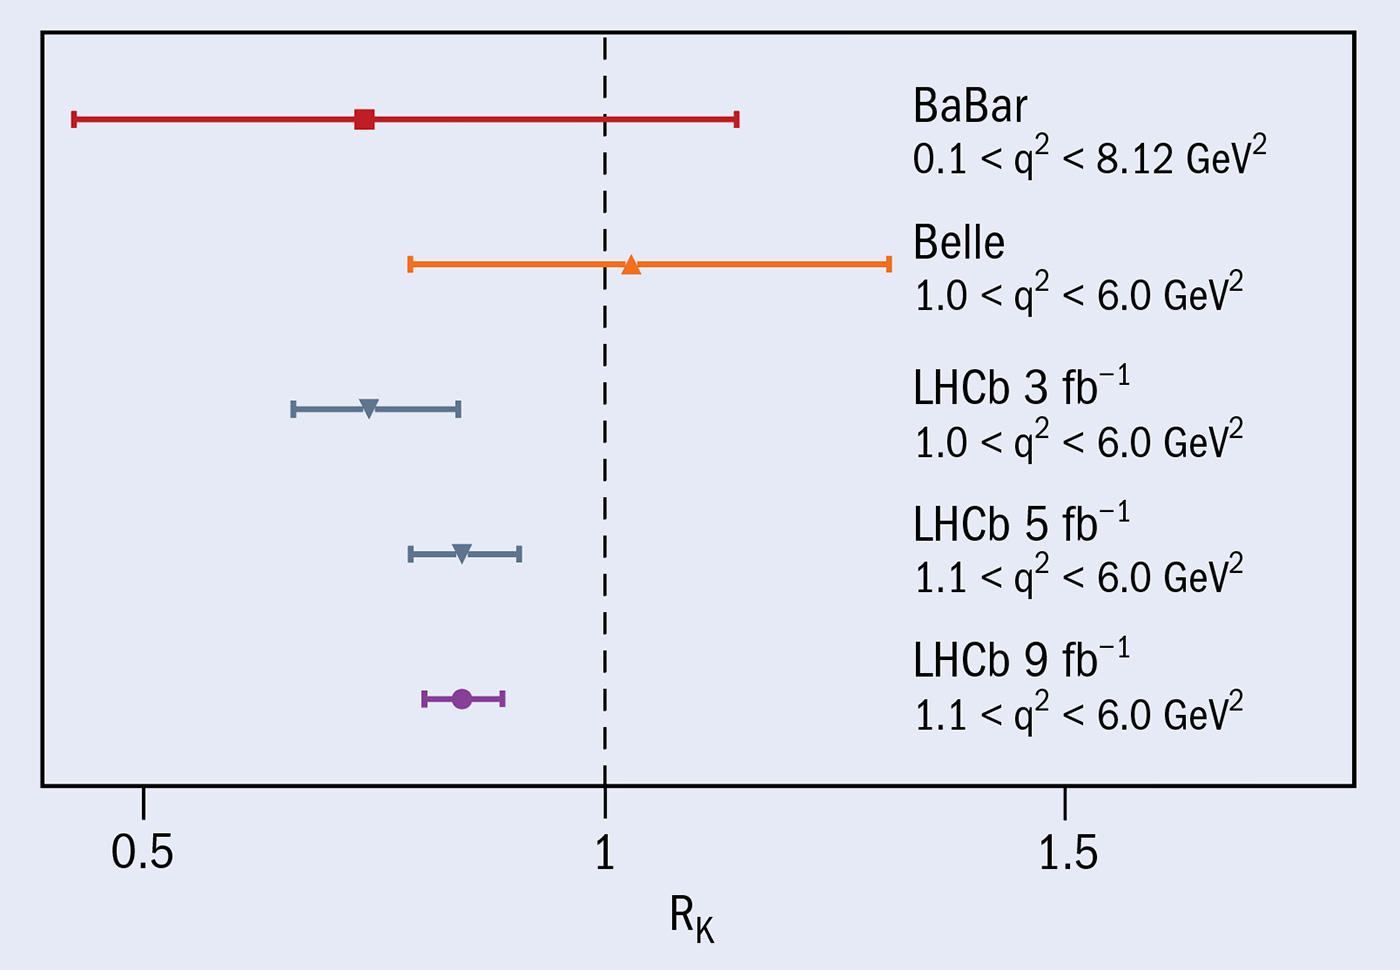 BaBar
0.1 < q² < 8.12 GeV²
Belle
1.0 < q² < 6.0 GeV²
LHCb 3 fb⁻¹
1.0 < q² < 6.0 GeV²
LHCb 5 fb⁻¹
1.1 < q² < 6.0 GeV²
LHCb 9 fb⁻¹
1.1 < q² < 6.0 GeV²
0.5 1 1.5
R_K